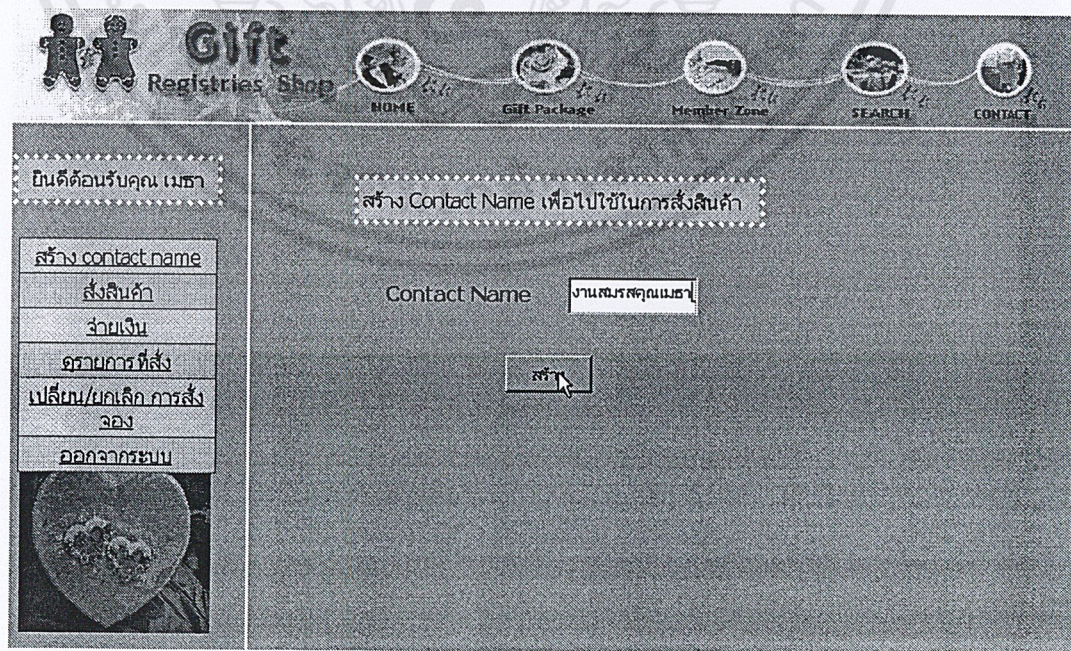 Gift
Registries Shop
HOME
Gift Package
Member Zone
SEARCH
CONTACT
ยินดีต้อนรับคุณ เมธา
สร้าง contact name
สั่งสินค้า
จ่ายเงิน
ดูรายการที่สั่ง
เปลี่ยน/ยกเลิก การสั่ง
จอง
ออกจากระบบ
สร้าง Contact Name เพื่อไปใช้ในการสั่งสินค้า
Contact Name
งานสมรสคุณเมธา
สร้าง